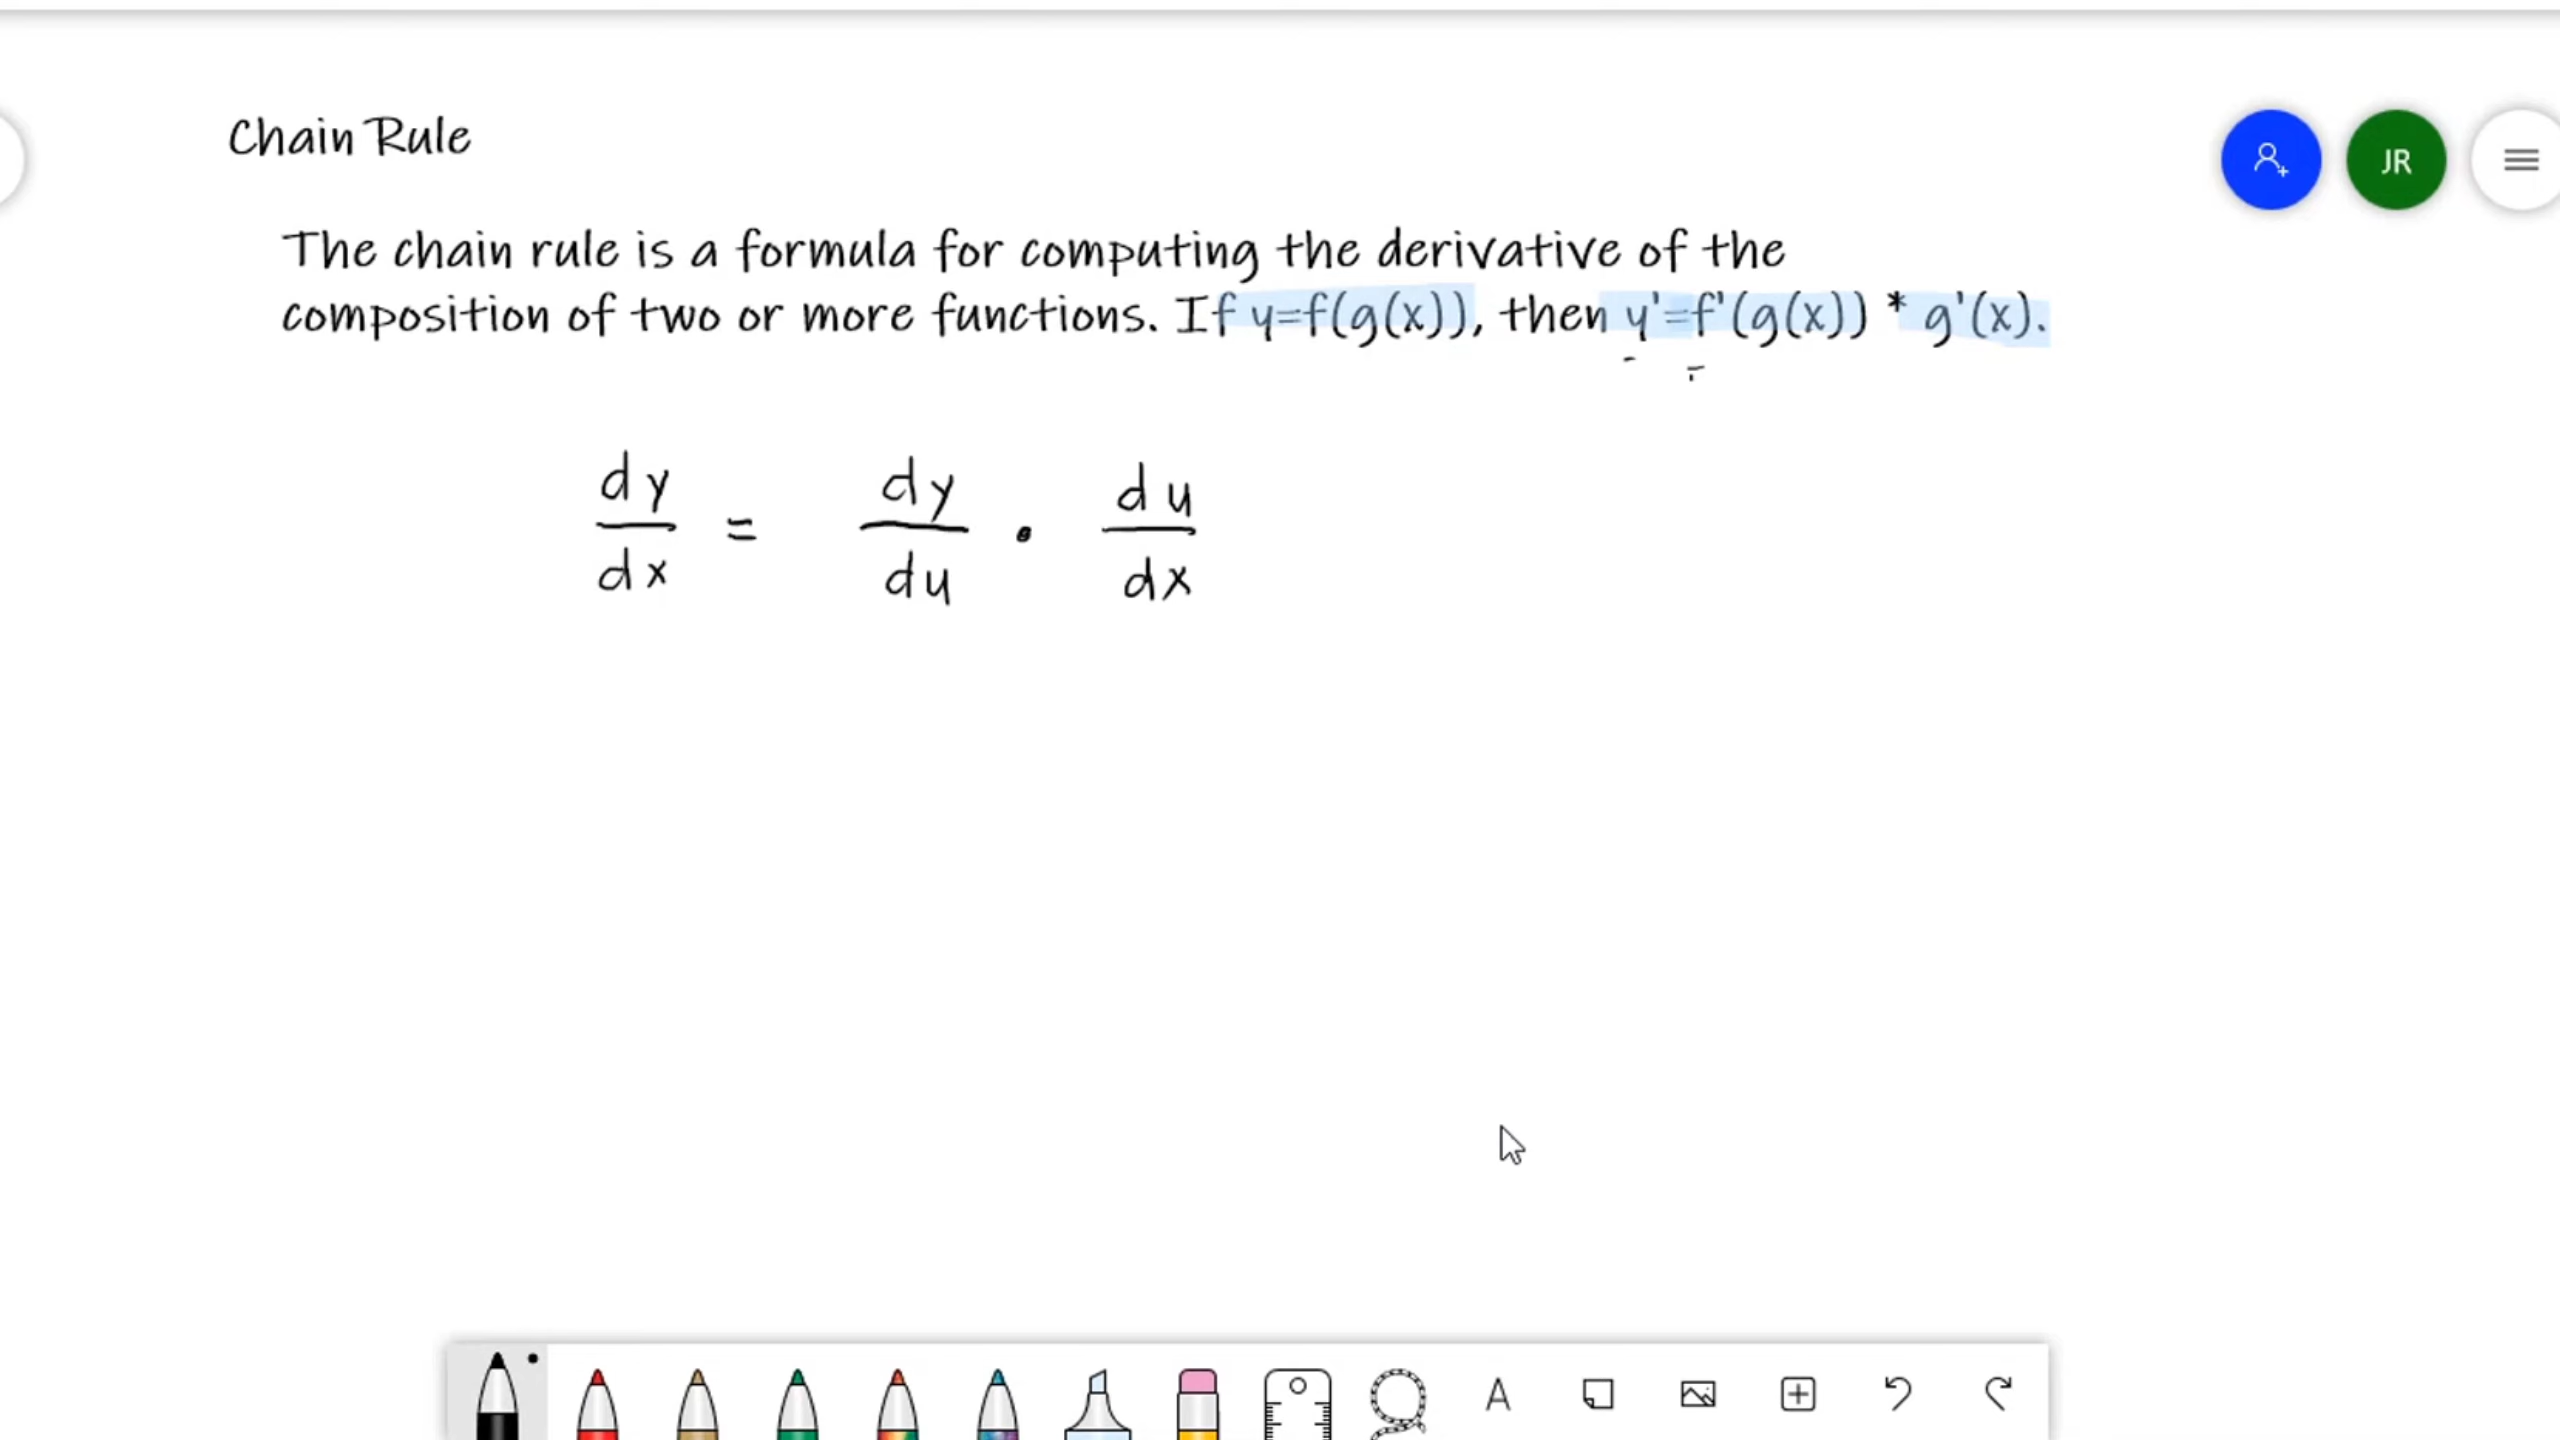 Chain Rule
JR
The chain rule is a formula for computing the derivative of the
composition of two or more functions. If y=f(g(x)), then y'=f'(g(x)) * g'(x).
dy/dx = dy/du · du/dx
A